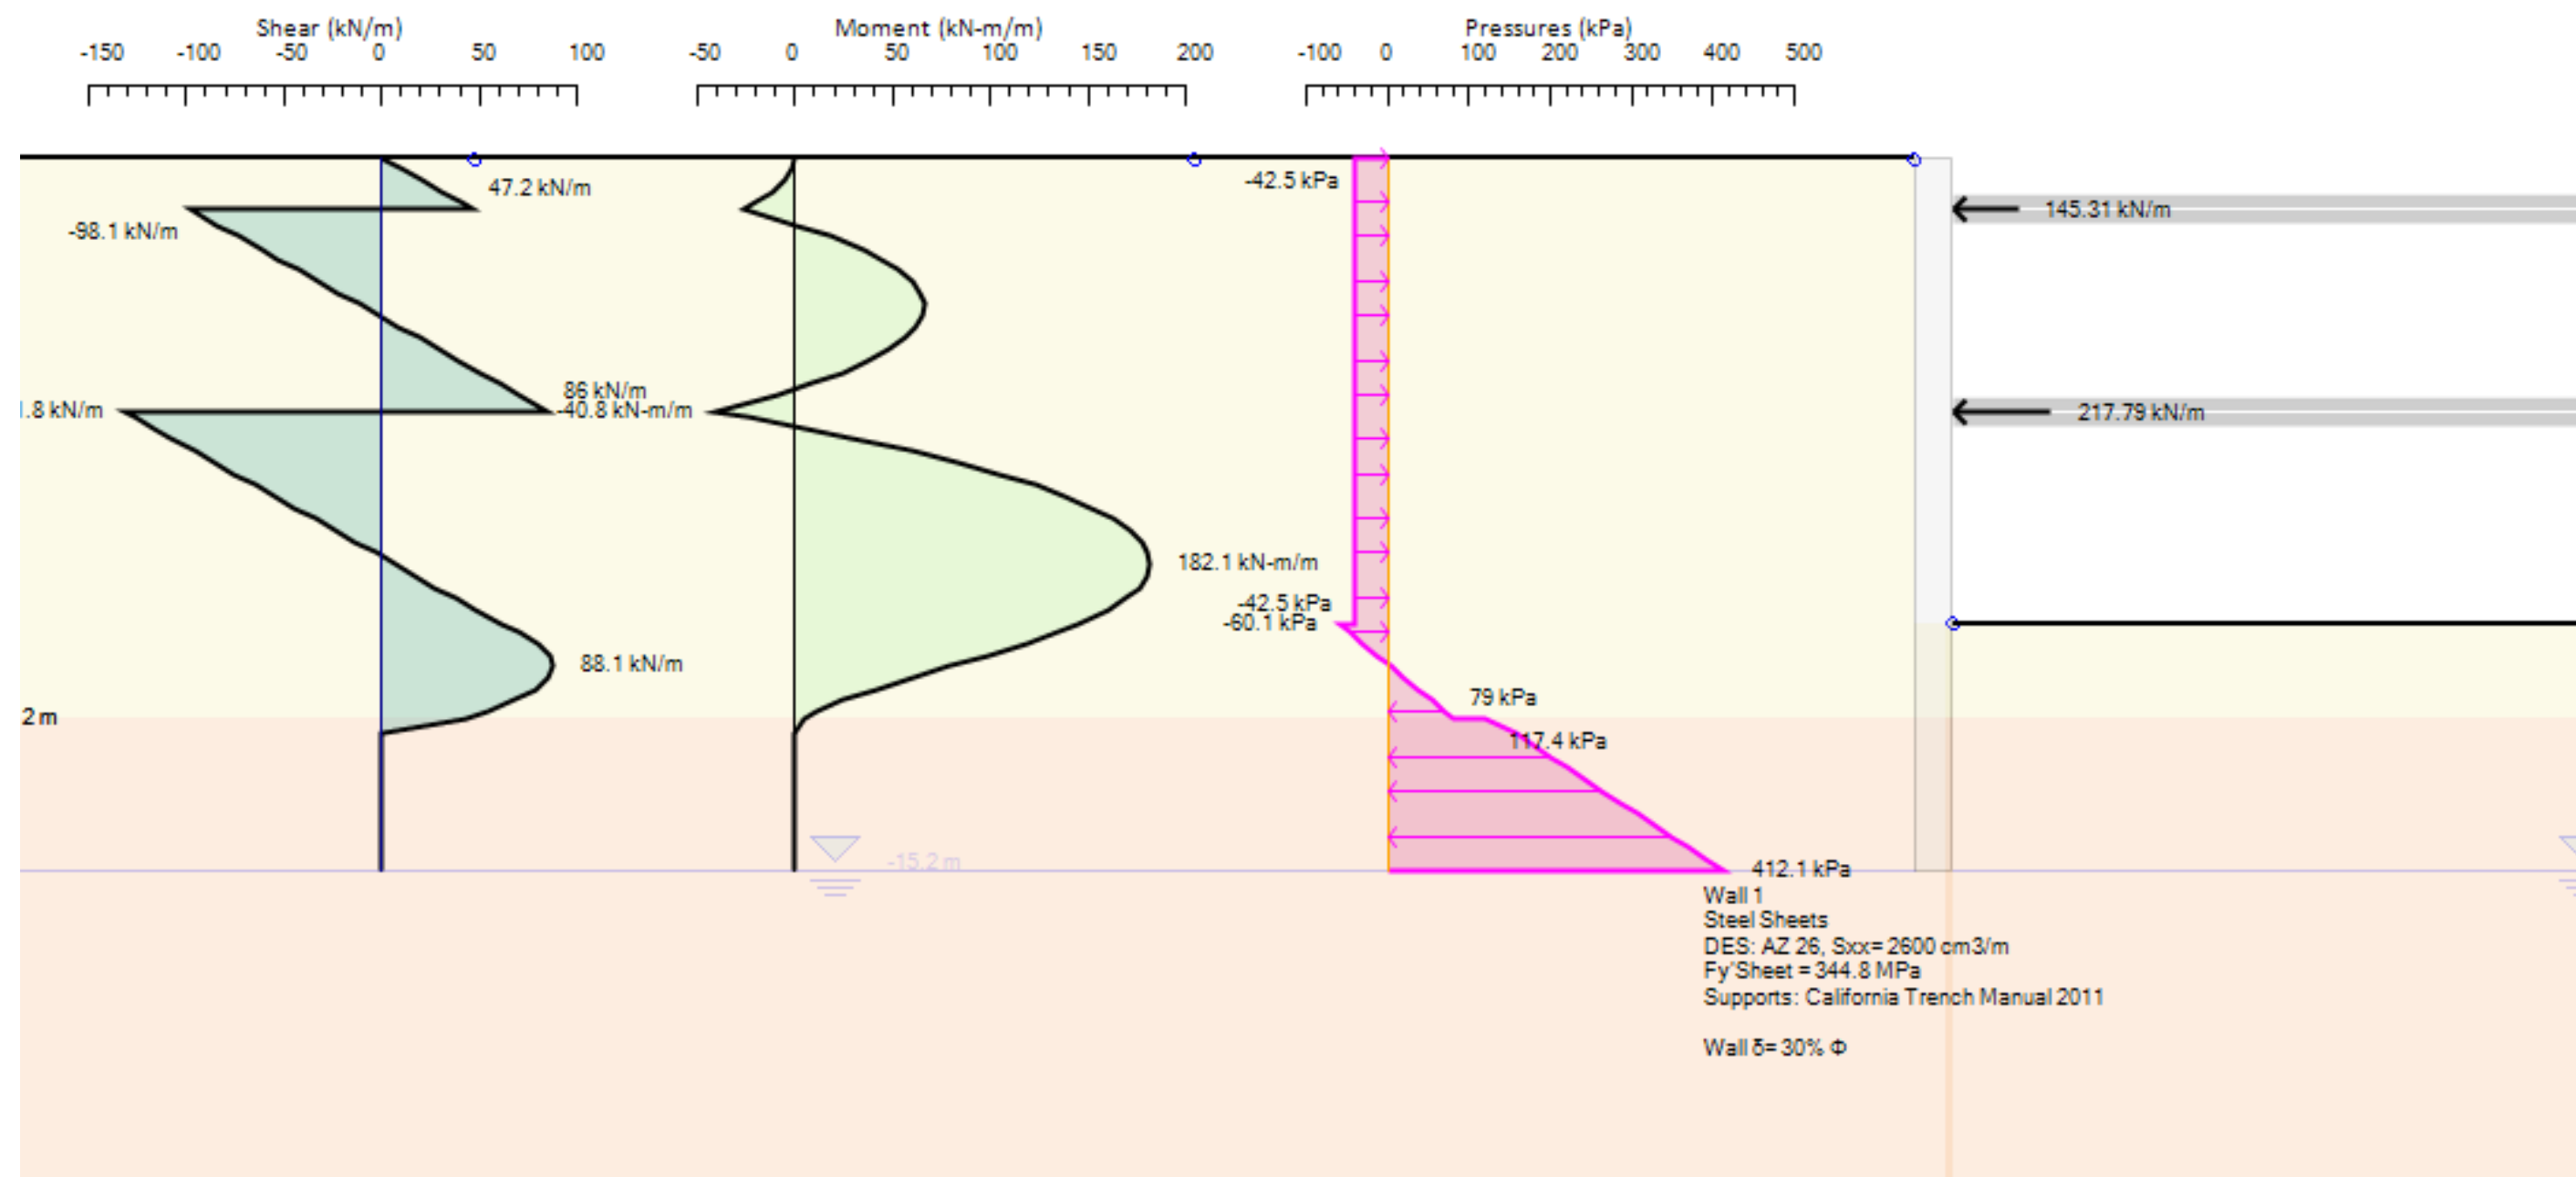 Shear (kN/m) Moment (kN-m/m) Pressures (kPa)
-150 -100 -50 0 50 100 -50 0 50 100 150 200 -100 0 100 200 300 400 500
-42.5 kPa
47.2 kN/m
145.31 kN/m
-98.1 kN/m
86 kN/m
.8 kN/m -40.8 kN-m/m 217.79 kN/m
182.1 kN-m/m
-42.5 kPa
-60.1 kPa
88.1 kN/m
79 kPa
2 m
117.4 kPa
-15.2 m
412.1 kPa
Wall 1
Steel Sheets
DES: AZ 26, Sxx= 2600 cm3/m
Fy'Sheet = 344.8 MPa
Supports: California Trench Manual 2011
Wall δ= 30% Φ